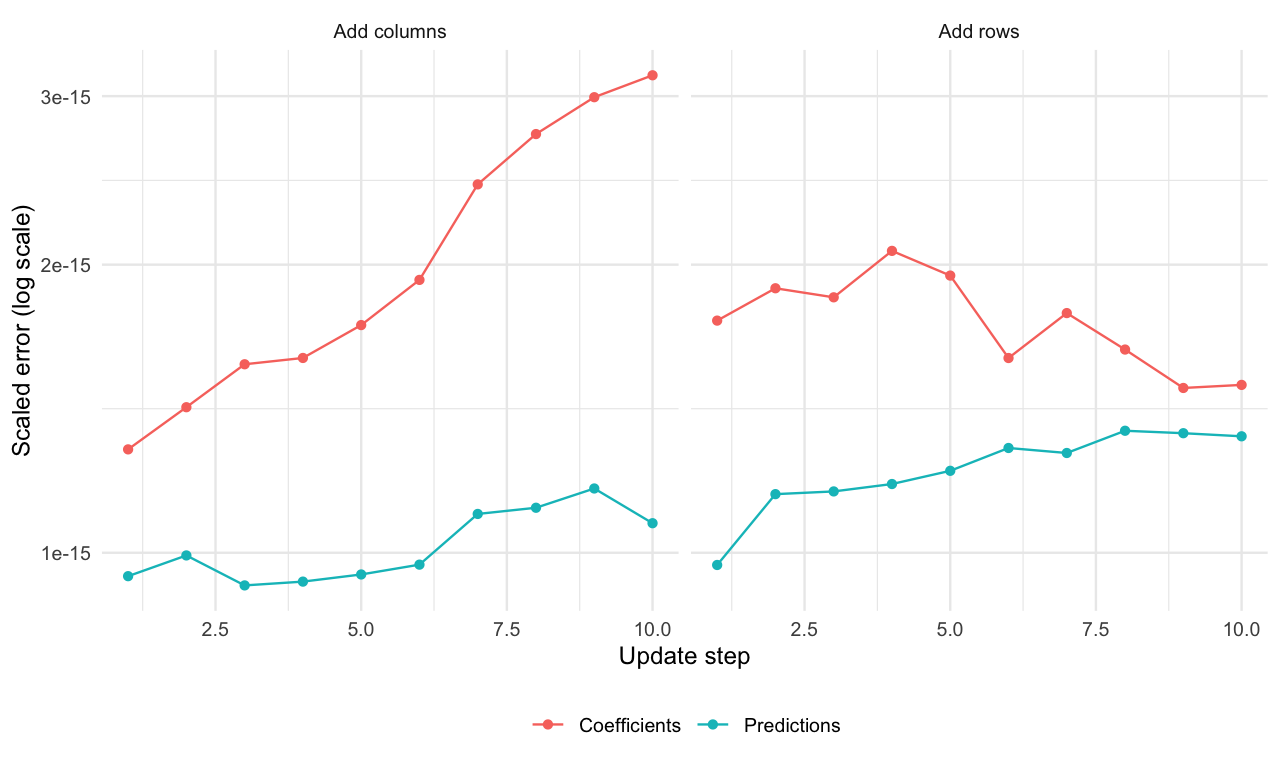 Add columns
Add rows
Scaled error (log scale)
3e-15
2e-15
1e-15
2.5 5.0 7.5 10.0
2.5 5.0 7.5 10.0
Update step
Coefficients Predictions